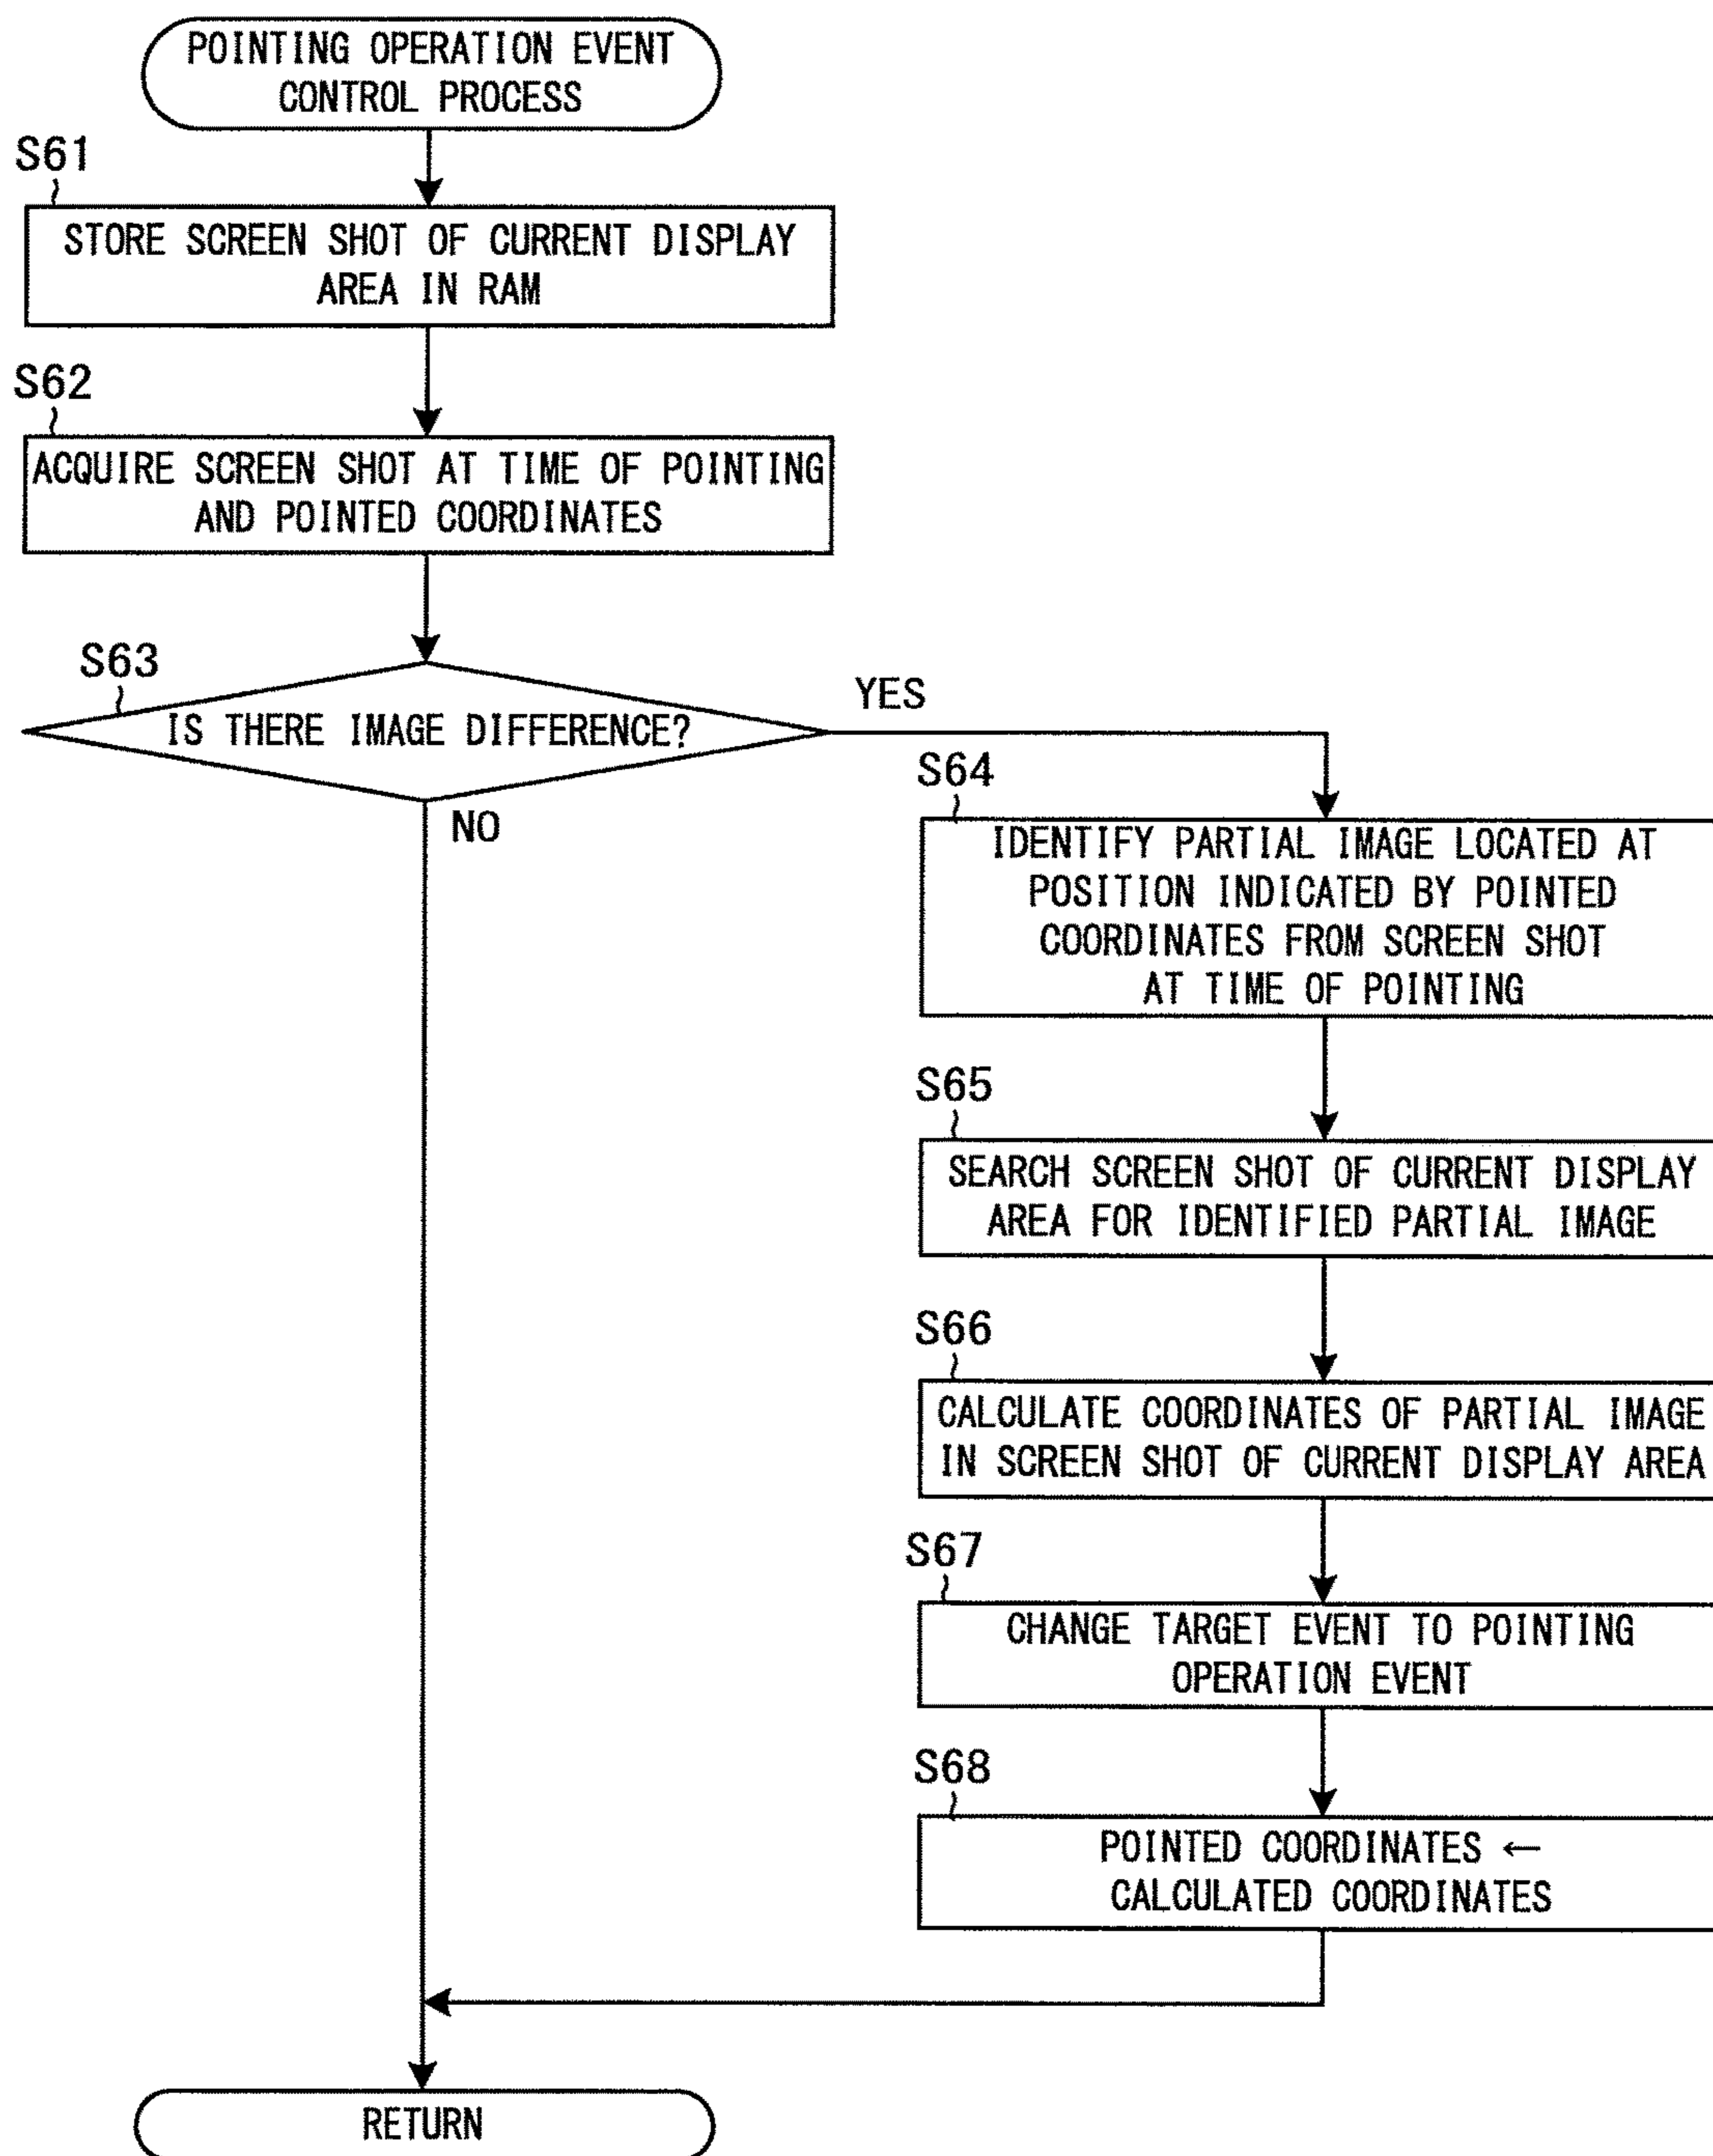 POINTING OPERATION EVENT
CONTROL PROCESS
S61
STORE SCREEN SHOT OF CURRENT DISPLAY
AREA IN RAM
S62
ACQUIRE SCREEN SHOT AT TIME OF POINTING
AND POINTED COORDINATES
S63
IS THERE IMAGE DIFFERENCE?
YES
NO
S64
IDENTIFY PARTIAL IMAGE LOCATED AT
POSITION INDICATED BY POINTED
COORDINATES FROM SCREEN SHOT
AT TIME OF POINTING
S65
SEARCH SCREEN SHOT OF CURRENT DISPLAY
AREA FOR IDENTIFIED PARTIAL IMAGE
S66
CALCULATE COORDINATES OF PARTIAL IMAGE
IN SCREEN SHOT OF CURRENT DISPLAY AREA
S67
CHANGE TARGET EVENT TO POINTING
OPERATION EVENT
S68
POINTED COORDINATES ←
CALCULATED COORDINATES
RETURN